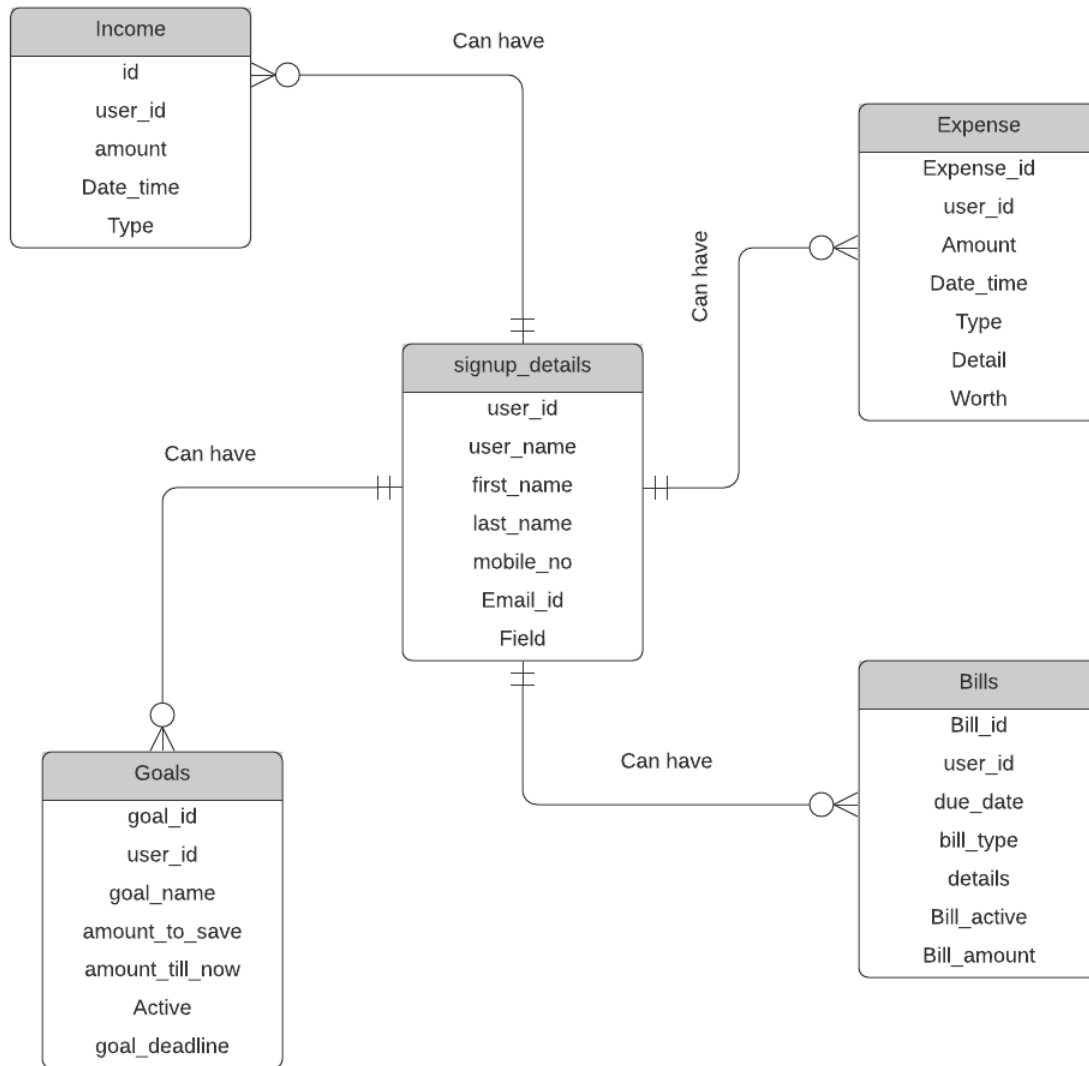 Income
id
user_id
amount
Date_time
Type
Can have
Expense
Expense_id
user_id
Amount
Date_time
Type
Detail
Worth
Can have
signup_details
user_id
user_name
first_name
last_name
mobile_no
Email_id
Field
Can have
Goals
goal_id
user_id
goal_name
amount_to_save
amount_till_now
Active
goal_deadline
Can have
Bills
Bill_id
user_id
due_date
bill_type
details
Bill_active
Bill_amount